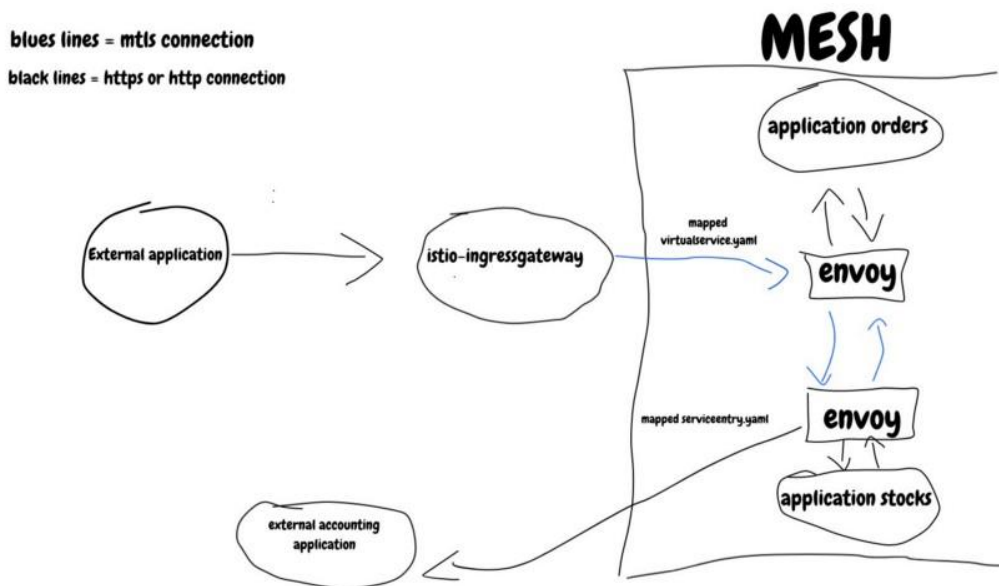 blues lines = mtls connection
black lines = https or http connection
MESH
application orders
External application
istio-ingressgateway
mapped
virtualservice.yaml
envoy
mapped serviceentry.yaml
envoy
application stocks
external accounting
application